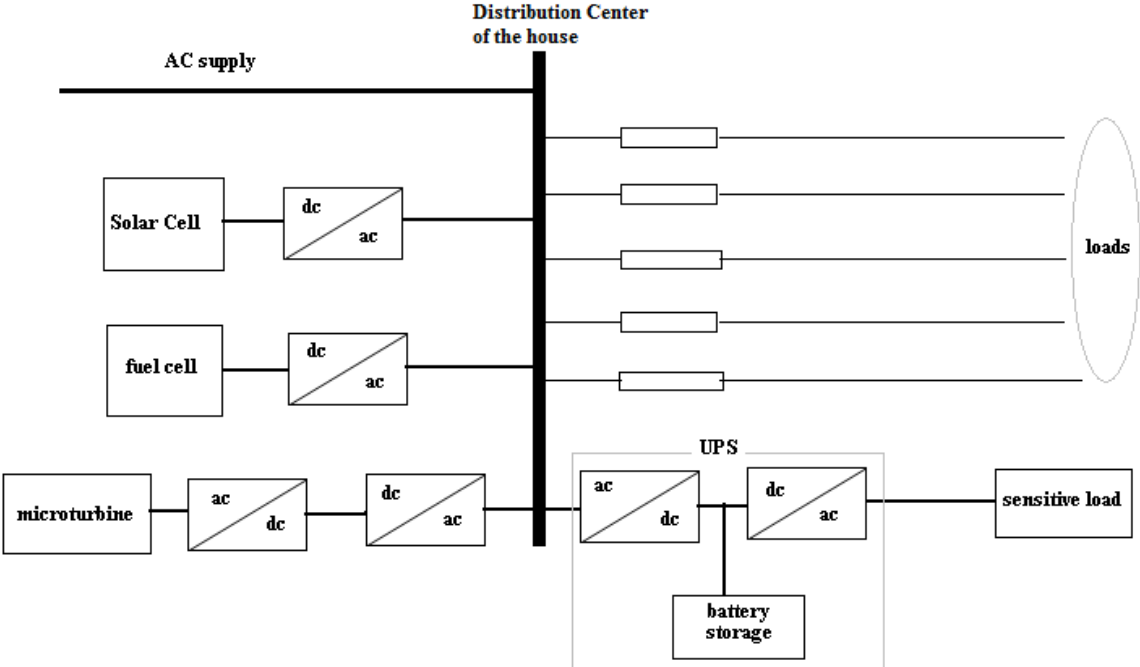 Distribution Center
of the house
AC supply
Solar Cell
dc
ac
loads
fuel cell
dc
ac
UPS
microturbine
ac
dc
dc
ac
ac
dc
dc
ac
sensitive load
battery
storage